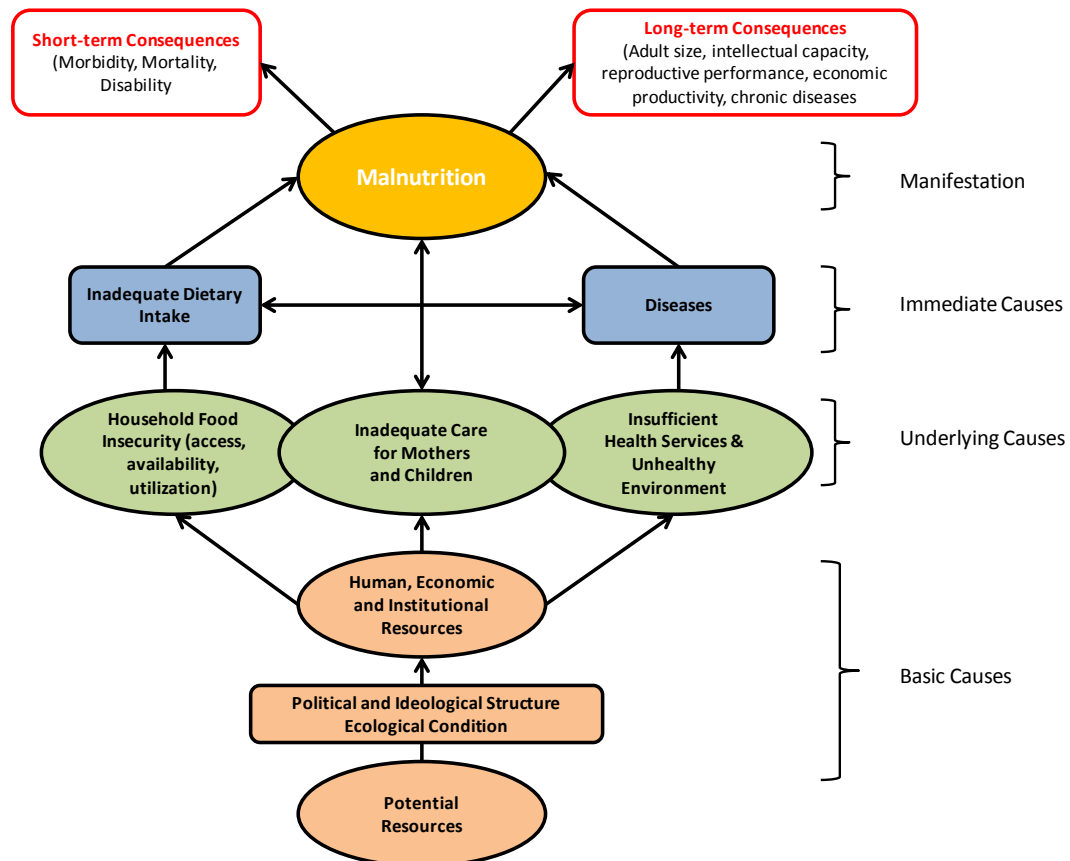 Short-term Consequences
(Morbidity, Mortality,
Disability
Long-term Consequences
(Adult size, intellectual capacity,
reproductive performance, economic
productivity, chronic diseases
Malnutrition
Manifestation
Inadequate Dietary
Intake
Diseases
Immediate Causes
Household Food
Insecurity (access,
availability,
utilization)
Inadequate Care
for Mothers
and Children
Insufficient
Health Services &
Unhealthy
Environment
Underlying Causes
Human, Economic
and Institutional
Resources
Political and Ideological Structure
Ecological Condition
Potential
Resources
Basic Causes